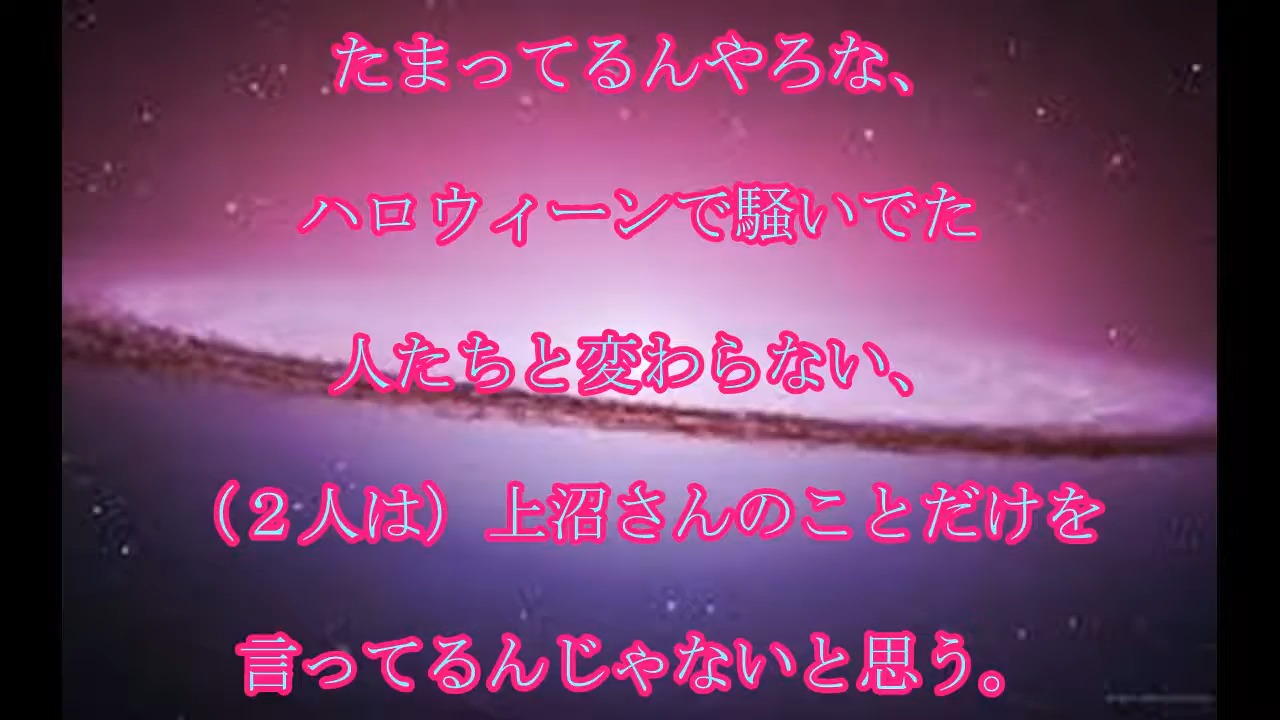 たまってるんやろな、
ハロウィーンで騒いでた
人たちと変わらない、
（２人は）上沼さんのことだけを
言ってるんじゃないと思う。